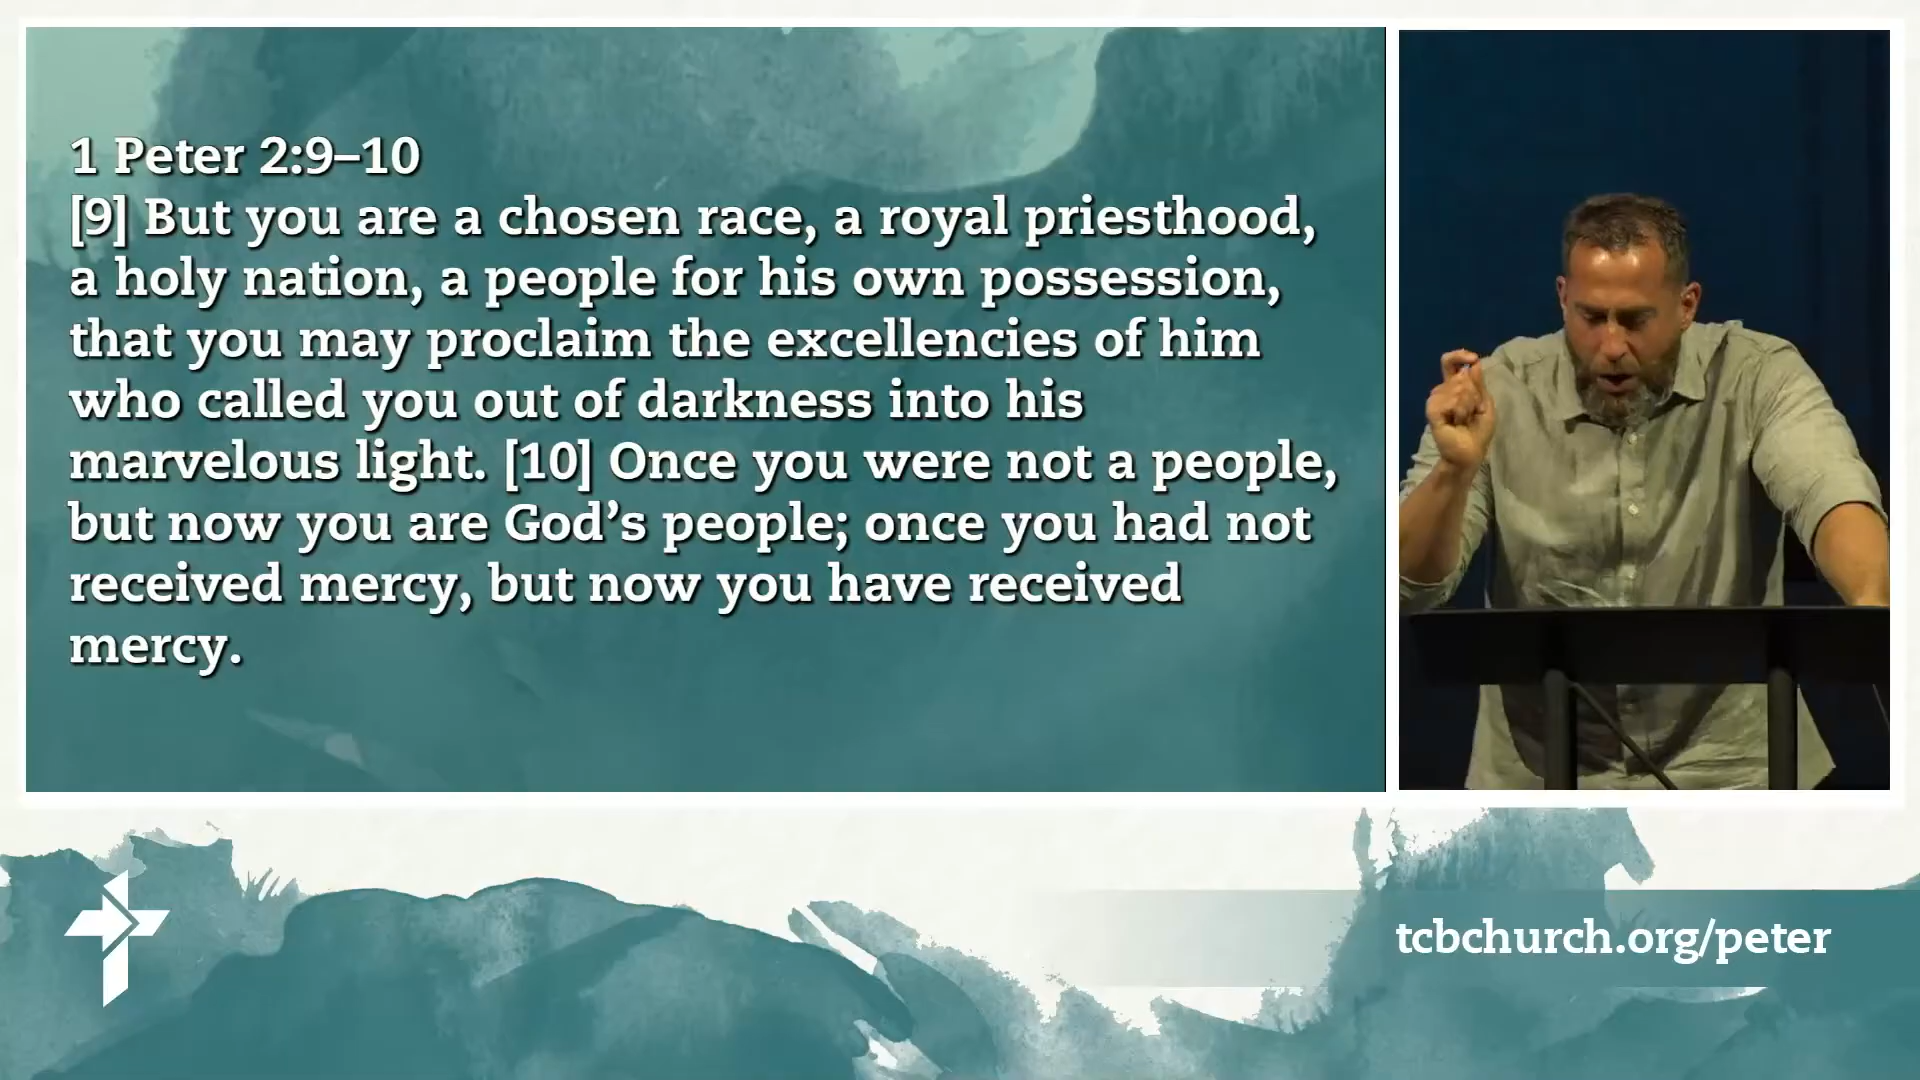 1 Peter 2:9–10
[9] But you are a chosen race, a royal priesthood,
a holy nation, a people for his own possession,
that you may proclaim the excellencies of him
who called you out of darkness into his
marvelous light. [10] Once you were not a people,
but now you are God’s people; once you had not
received mercy, but now you have received
mercy.
tcbchurch.org/peter